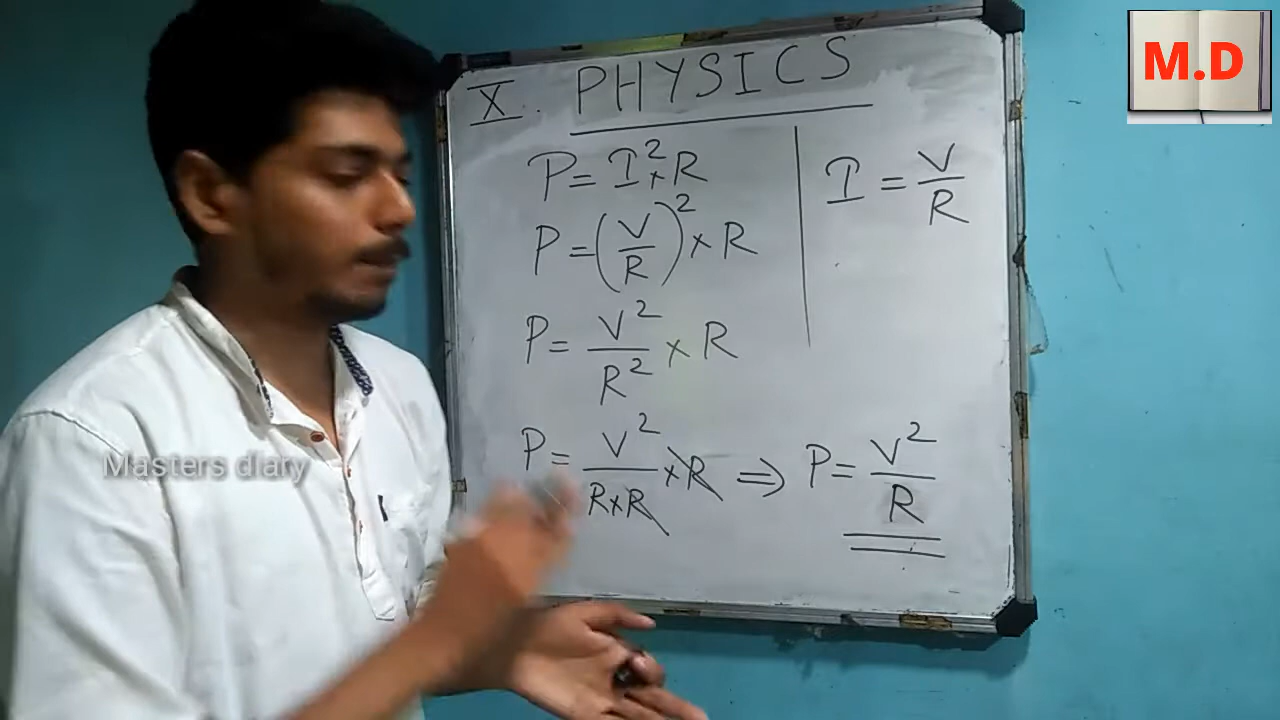 M.D
X. PHYSICS
P = I² × R
I = V/R
P = (V/R)² × R
P = V²/R² × R
P = V²/R×R × R ⇒ P = V²/R
Masters diary